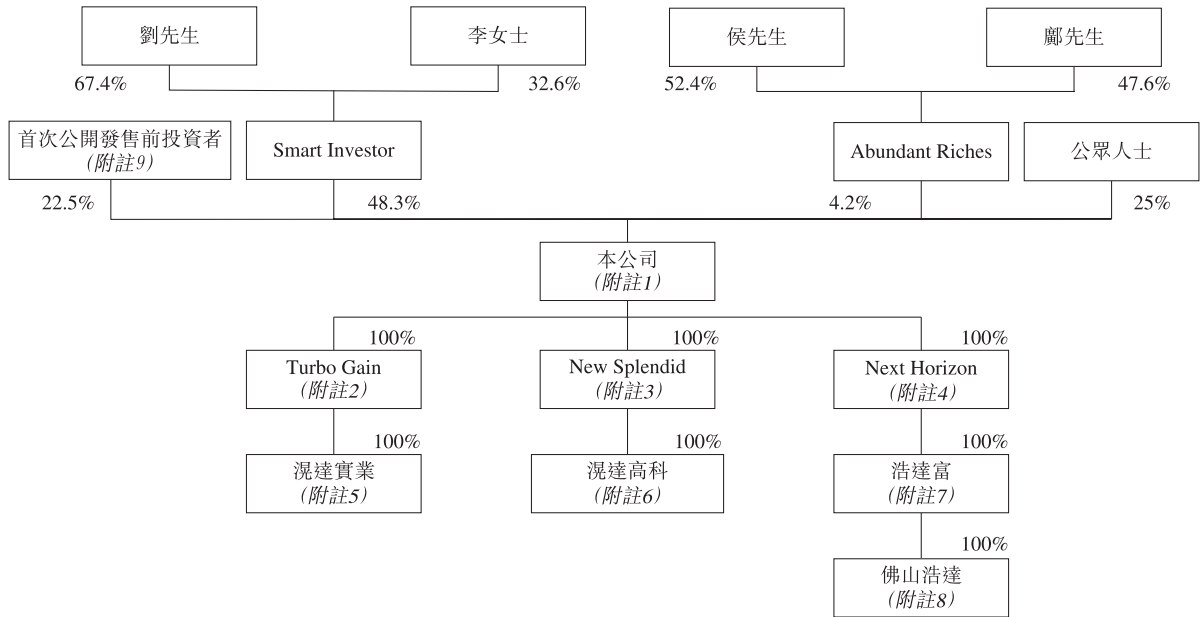 劉先生
李女士
侯先生
鄺先生
67.4%
32.6%
52.4%
47.6%
首次公開發售前投資者
（附註9）
Smart Investor
Abundant Riches
公眾人士
22.5%
48.3%
4.2%
25%
本公司
（附註1）
100%
100%
100%
Turbo Gain
（附註2）
New Splendid
（附註3）
Next Horizon
（附註4）
100%
100%
100%
滉達實業
（附註5）
滉達高科
（附註6）
浩達富
（附註7）
100%
佛山浩達
（附註8）